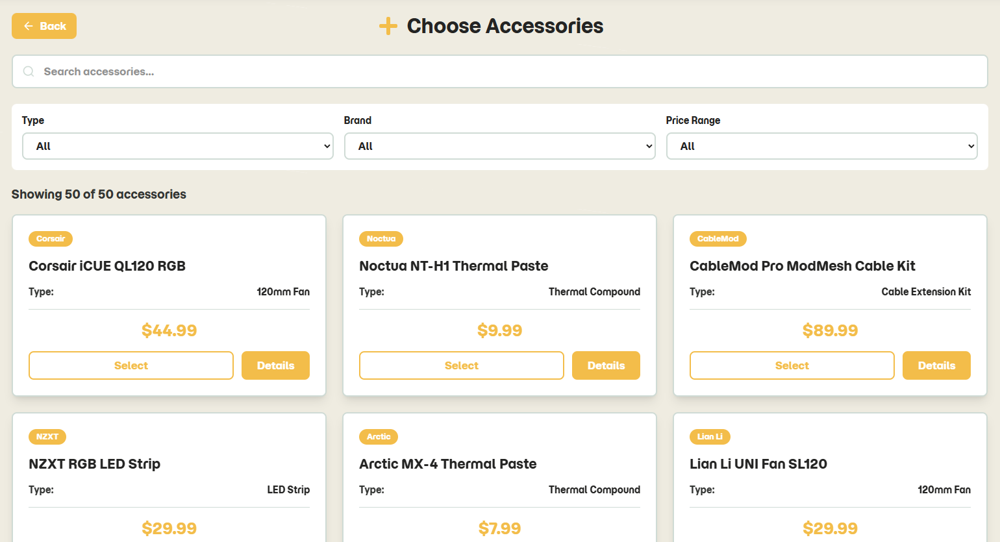 Back
Choose Accessories
Search accessories...
Type Brand Price Range
All All All
Showing 50 of 50 accessories
Corsair
Corsair iCUE QL120 RGB
Type: 120mm Fan
$44.99
Select Details
Noctua
Noctua NT-H1 Thermal Paste
Type: Thermal Compound
$9.99
Select Details
CableMod
CableMod Pro ModMesh Cable Kit
Type: Cable Extension Kit
$89.99
Select Details
NZXT
NZXT RGB LED Strip
Type: LED Strip
$29.99
Arctic
Arctic MX-4 Thermal Paste
Type: Thermal Compound
$7.99
Lian Li
Lian Li UNI Fan SL120
Type: 120mm Fan
$29.99